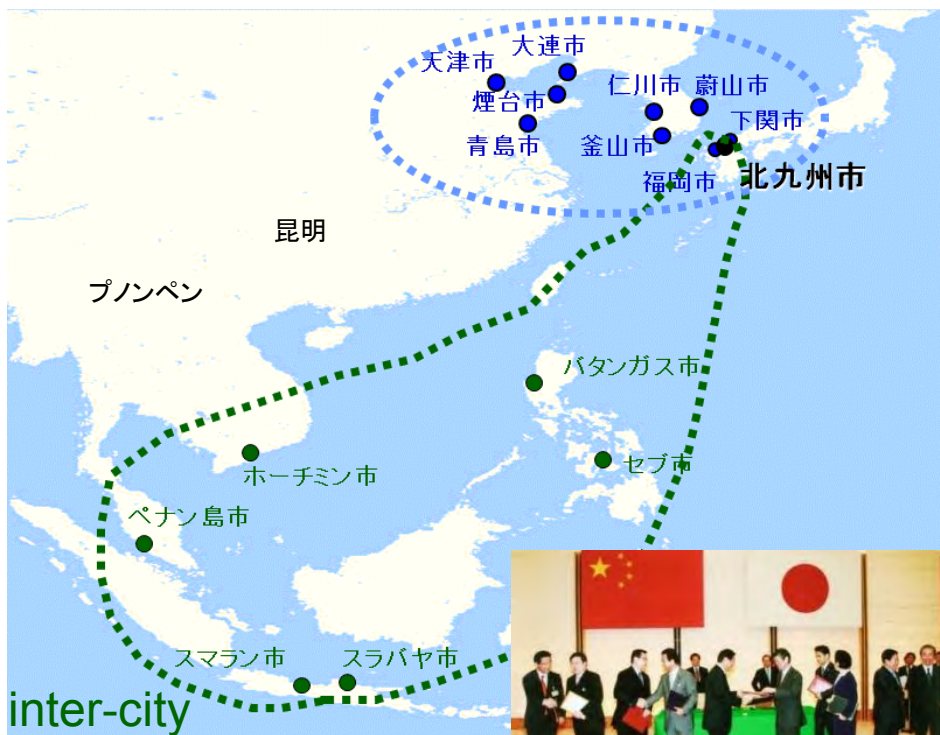 大連市
天津市
煙台市
仁川市
蔚山市
下関市
青島市
釜山市
福岡市
北九州市
昆明
プノンペン
バタンガス市
ホーチミン市
セブ市
ペナン島市
スマラン市
スラバヤ市
inter-city